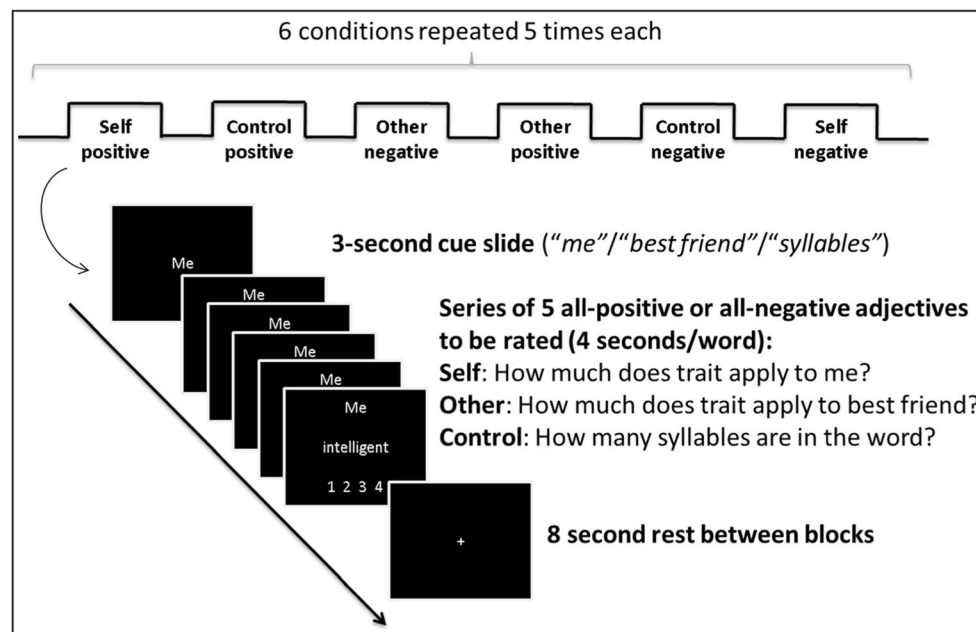 6 conditions repeated 5 times each
Self
positive
Control
positive
Other
negative
Other
positive
Control
negative
Self
negative
3-second cue slide (“me”/“best friend”/“syllables”)
Me
Me
Me
Me
Me
Me
intelligent
1 2 3 4
Series of 5 all-positive or all-negative adjectives
to be rated (4 seconds/word):
Self: How much does trait apply to me?
Other: How much does trait apply to best friend?
Control: How many syllables are in the word?
+
8 second rest between blocks